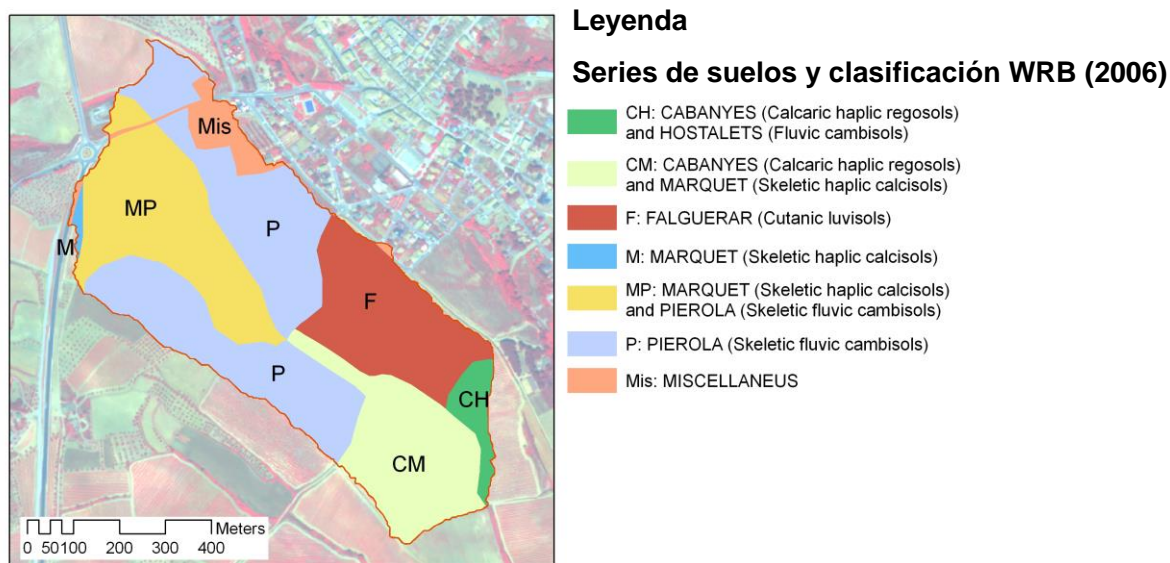 Leyenda
Series de suelos y clasificación WRB (2006)
CH: CABANYES (Calcaric haplic regosols)
and HOSTALETS (Fluvic cambisols)
CM: CABANYES (Calcaric haplic regosols)
and MARQUET (Skeletic haplic calcisols)
F: FALGUERAR (Cutanic luvisols)
M: MARQUET (Skeletic haplic calcisols)
MP: MARQUET (Skeletic haplic calcisols)
and PIEROLA (Skeletic fluvic cambisols)
P: PIEROLA (Skeletic fluvic cambisols)
Mis: MISCELLANEUS
Mis
MP
P
M
F
P
CH
CM
Meters
0 50 100 200 300 400